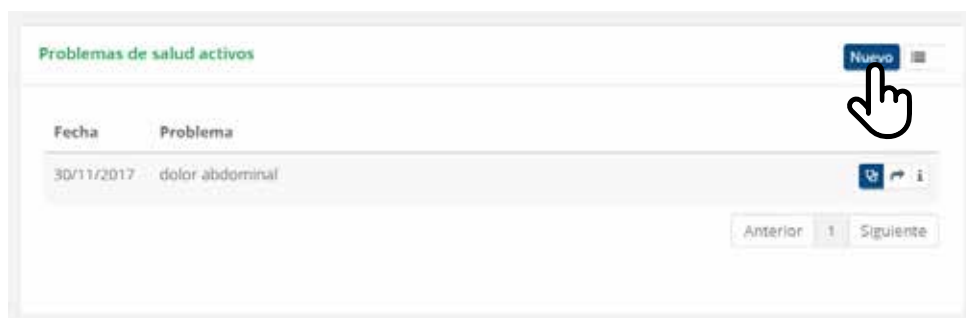 Problemas de salud activos
Nuevo
Fecha Problema
30/11/2017 dolor abdominal
i
Anterior 1 Siguiente